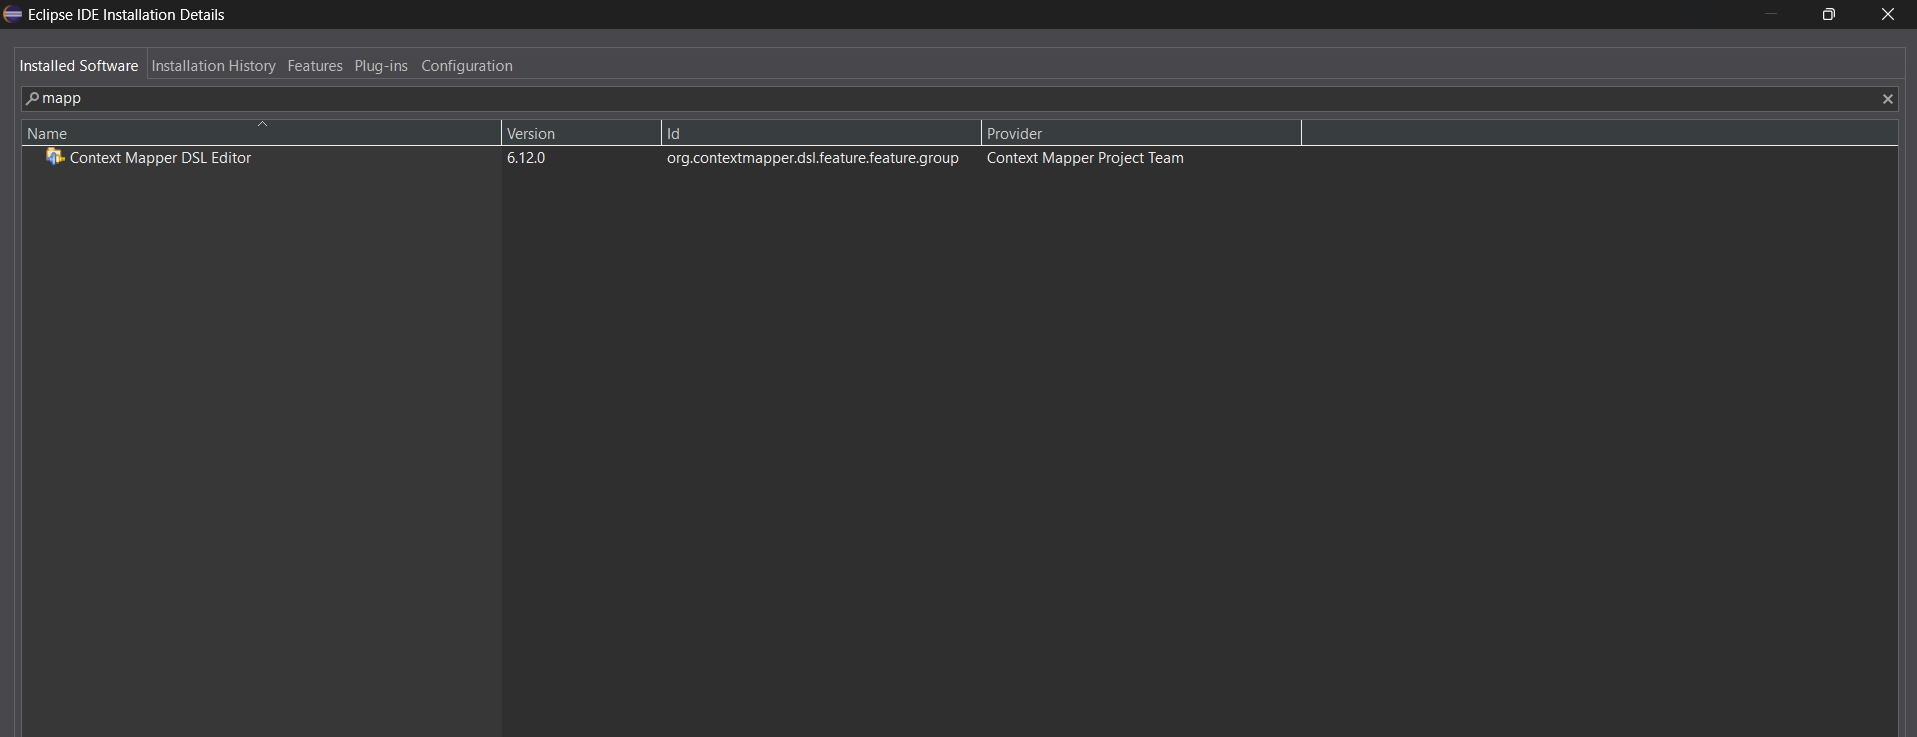 Eclipse IDE Installation Details
Installed Software Installation History Features Plug-ins Configuration
mapp
Name Version Id Provider
Context Mapper DSL Editor 6.12.0 org.contextmapper.dsl.feature.feature.group Context Mapper Project Team